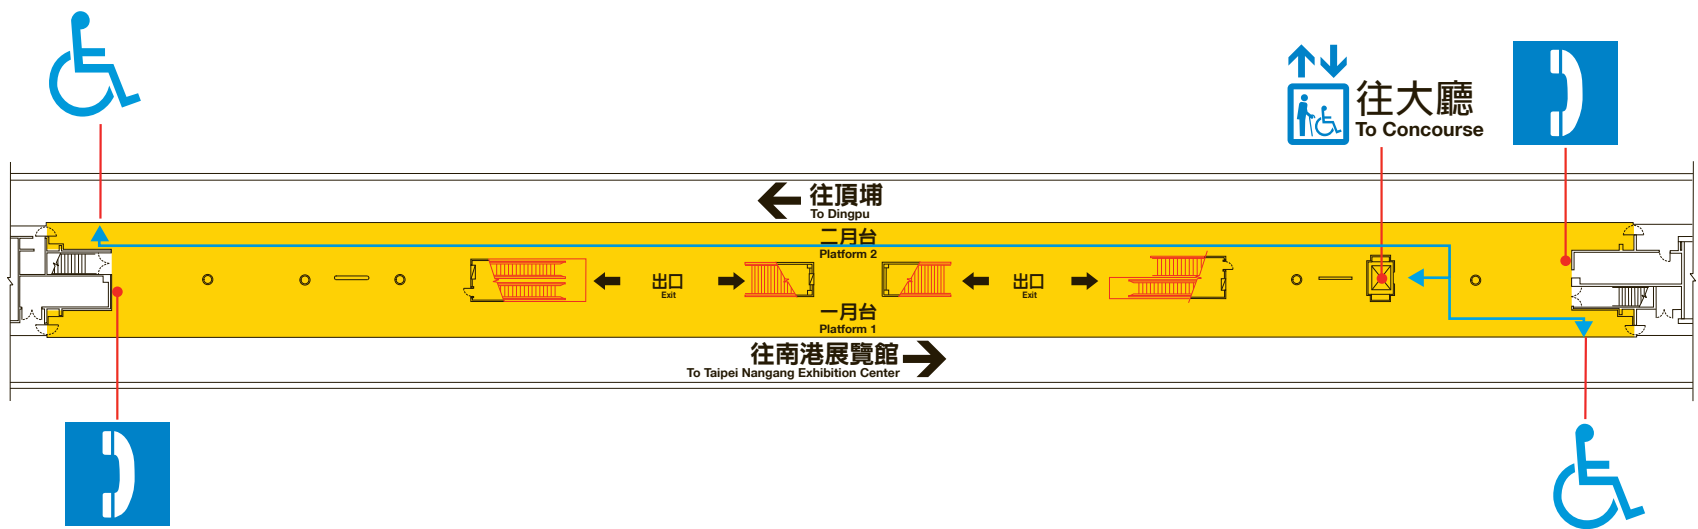 往大廳
To Concourse
往頂埔
To Dingpu
二月台
Platform 2
出口
Exit
出口
Exit
一月台
Platform 1
往南港展覽館
To Taipei Nangang Exhibition Center